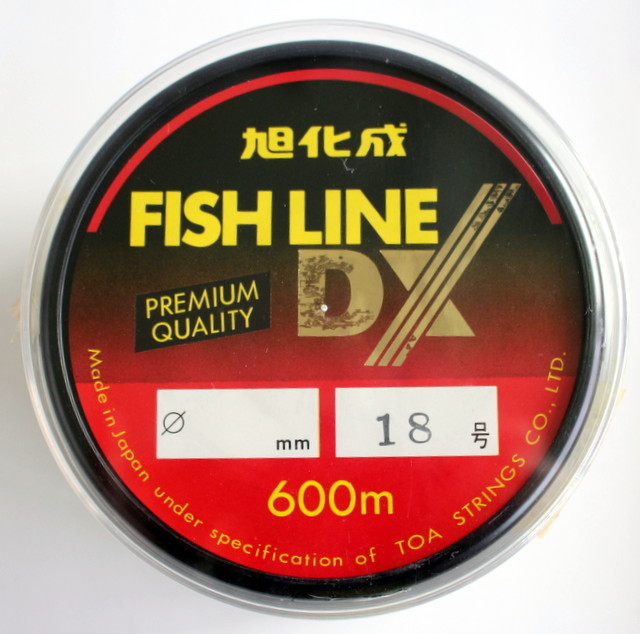 旭化成
FISH LINE
DX
PREMIUM
QUALITY
Ø mm
18 号
600m
Made in Japan under specification of TOA STRINGS CO., LTD.